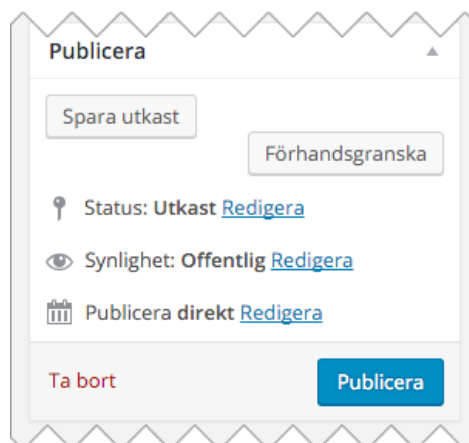 Publicera
Spara utkast
Förhandsgranska
Status: Utkast Redigera
Synlighet: Offentlig Redigera
Publicera direkt Redigera
Ta bort
Publicera